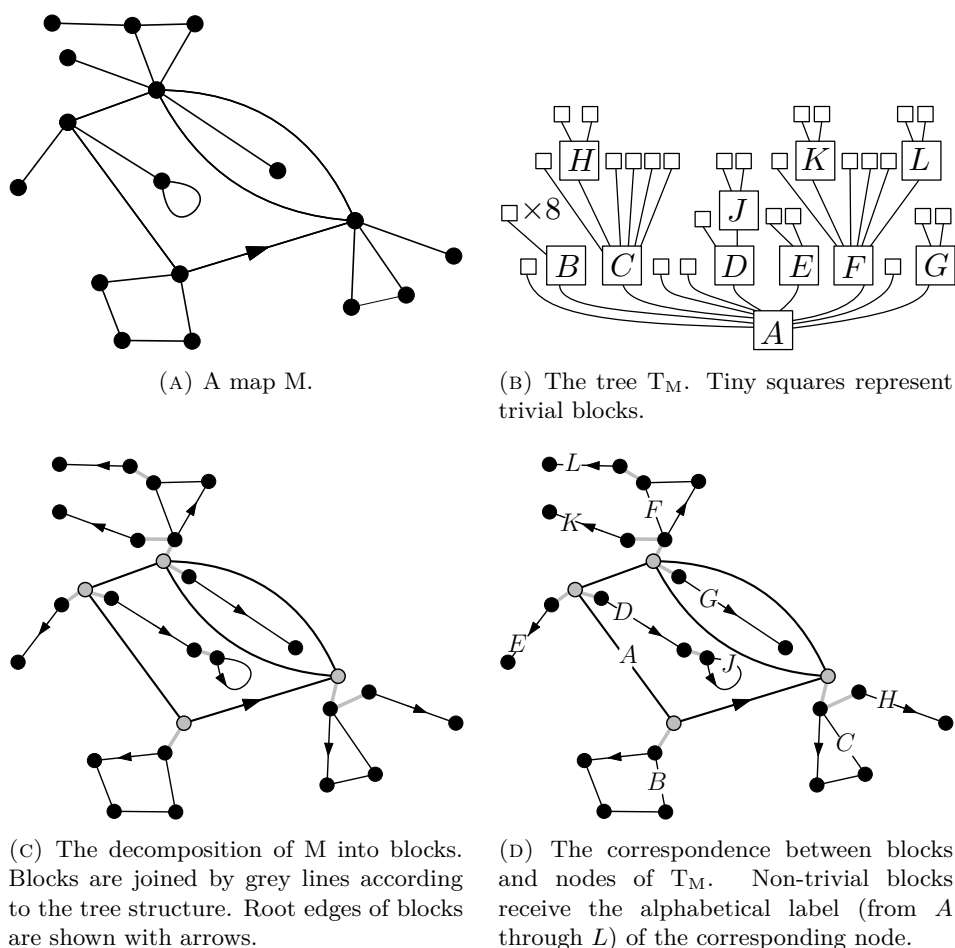 H K L
×8 J
B C D E F G
A
(A) A map M.
(B) The tree T_M. Tiny squares represent
trivial blocks.
(C) The decomposition of M into blocks.
Blocks are joined by grey lines according
to the tree structure. Root edges of blocks
are shown with arrows.
L
F
K
G
D
E
A
J
H
C
B
(D) The correspondence between blocks
and nodes of T_M. Non-trivial blocks
receive the alphabetical label (from A
through L) of the corresponding node.